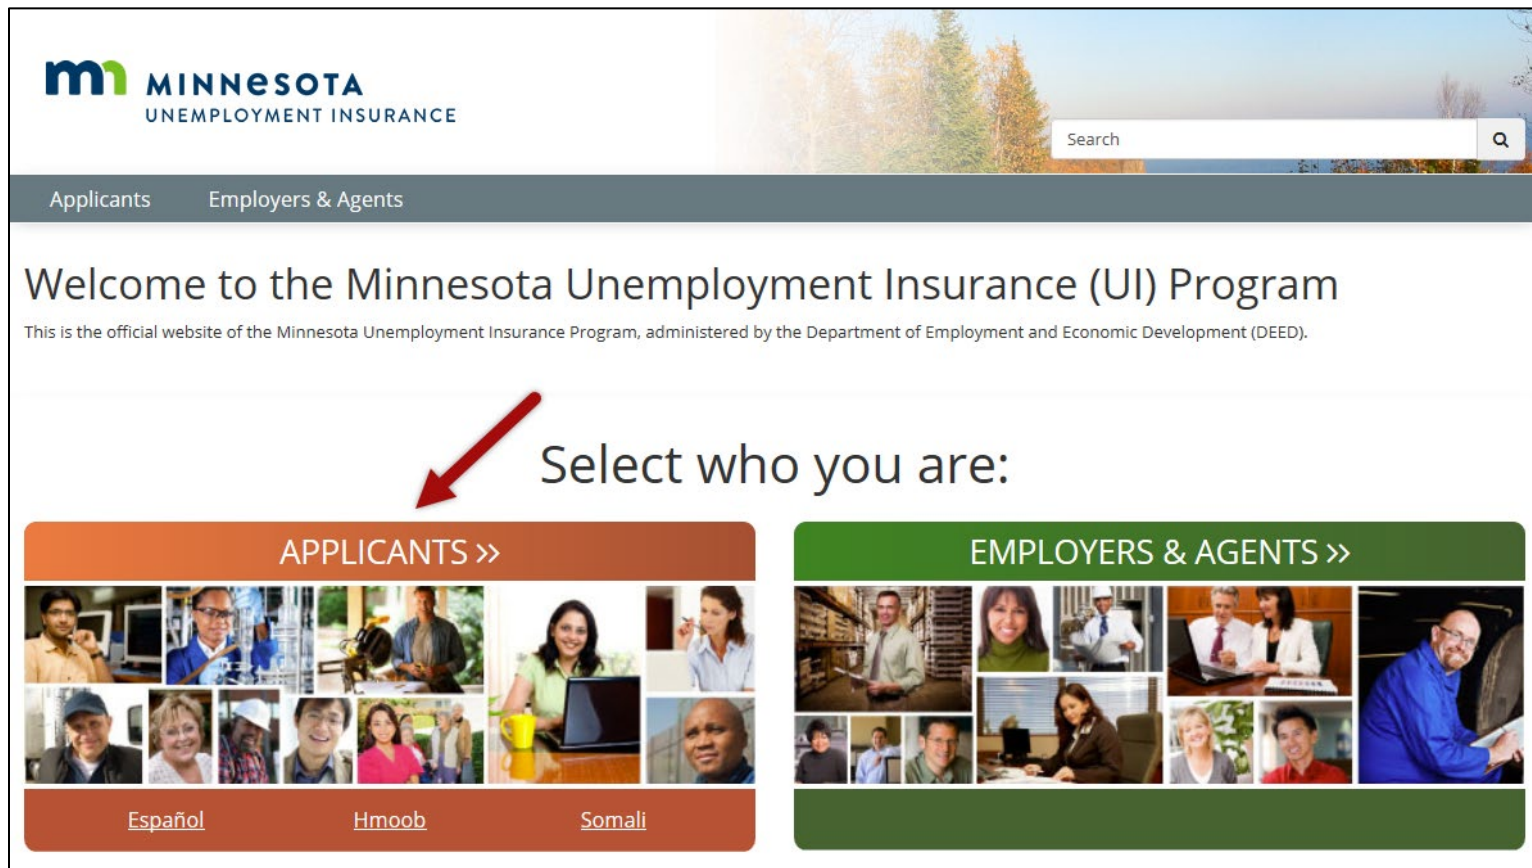 mn MINNESOTA
UNEMPLOYMENT INSURANCE
Search
Applicants Employers & Agents
Welcome to the Minnesota Unemployment Insurance (UI) Program
This is the official website of the Minnesota Unemployment Insurance Program, administered by the Department of Employment and Economic Development (DEED).
Select who you are:
APPLICANTS »
EMPLOYERS & AGENTS »
Español Hmoob Somali